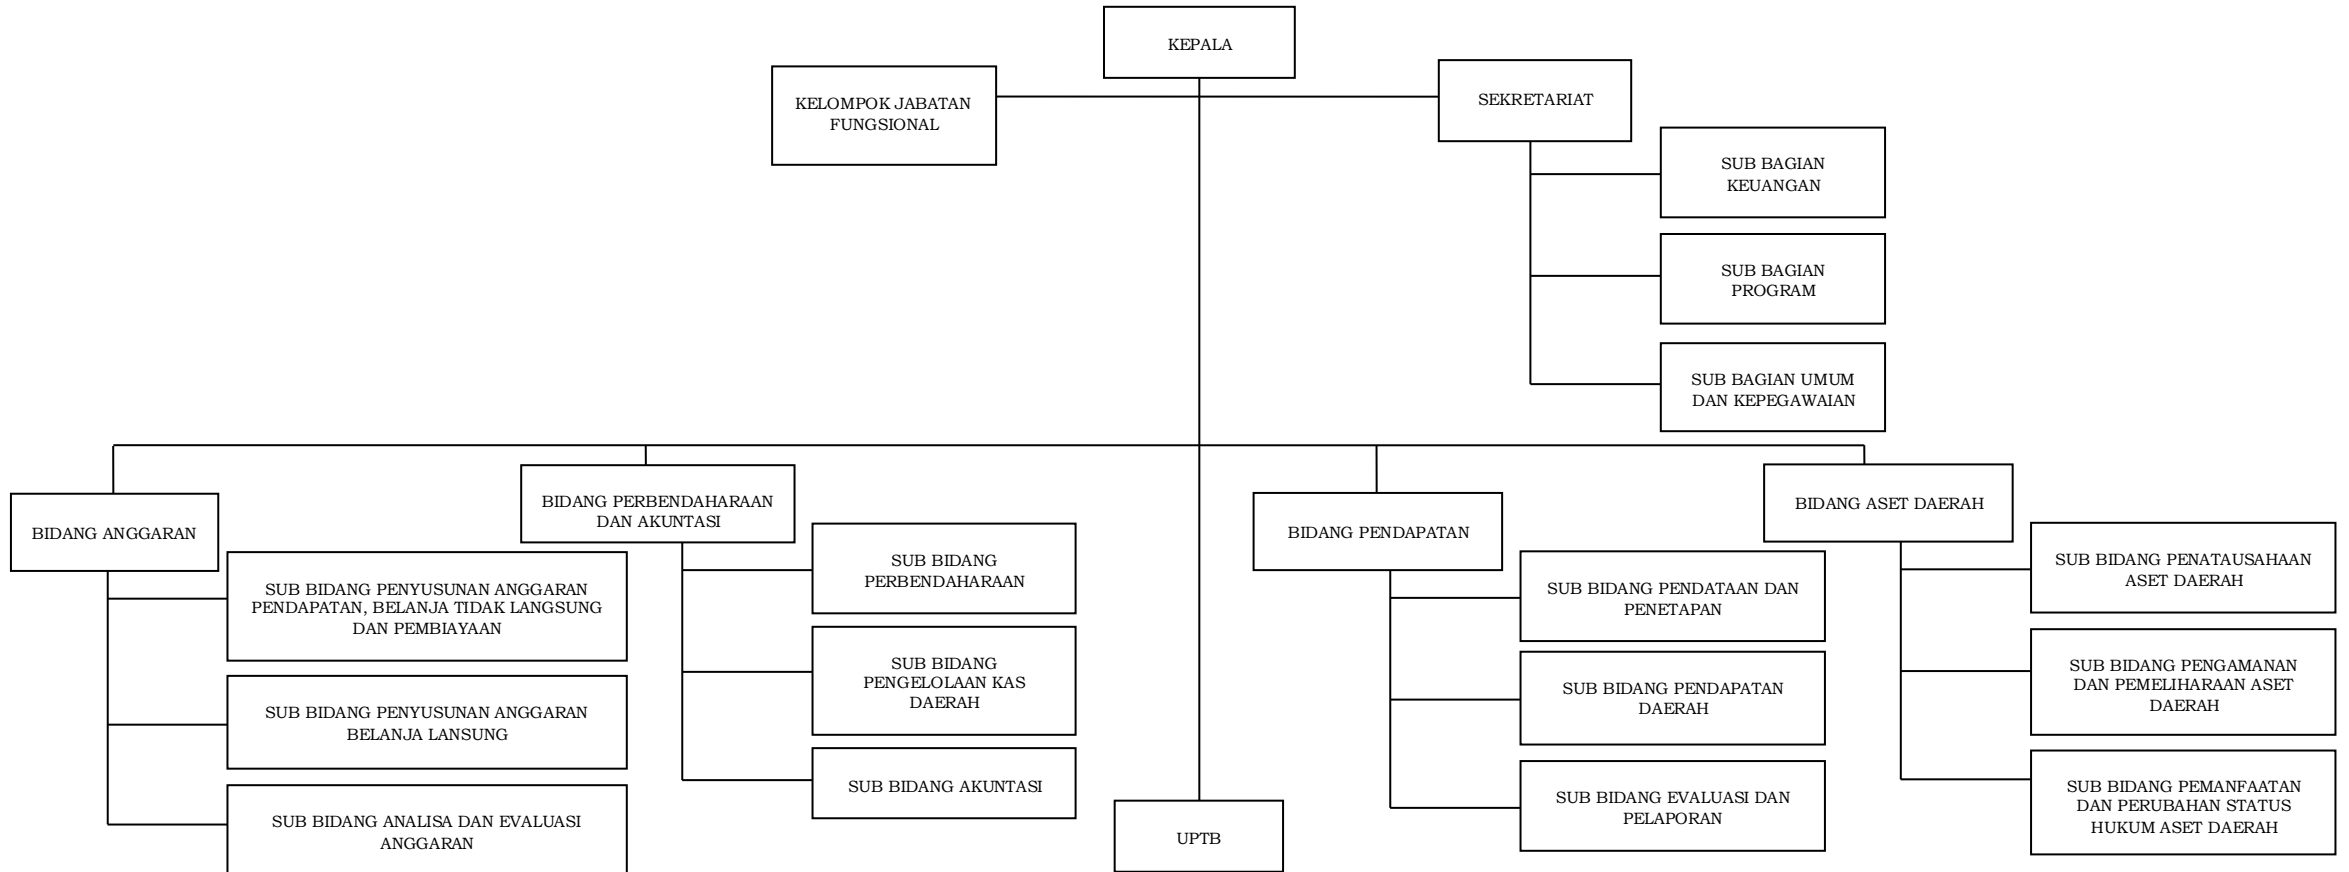 KEPALA
KELOMPOK JABATAN
FUNGSIONAL
SEKRETARIAT
SUB BAGIAN
KEUANGAN
SUB BAGIAN
PROGRAM
SUB BAGIAN UMUM
DAN KEPEGAWAIAN
BIDANG ANGGARAN
SUB BIDANG PENYUSUNAN ANGGARAN
PENDAPATAN, BELANJA TIDAK LANGSUNG
DAN PEMBIAYAAN
SUB BIDANG PENYUSUNAN ANGGARAN
BELANJA LANSUNG
SUB BIDANG ANALISA DAN EVALUASI
ANGGARAN
BIDANG PERBENDAHARAAN
DAN AKUNTASI
SUB BIDANG
PERBENDAHARAAN
SUB BIDANG
PENGELOLAAN KAS
DAERAH
SUB BIDANG AKUNTASI
UPTB
BIDANG PENDAPATAN
SUB BIDANG PENDATAAN DAN
PENETAPAN
SUB BIDANG PENDAPATAN
DAERAH
SUB BIDANG EVALUASI DAN
PELAPORAN
BIDANG ASET DAERAH
SUB BIDANG PENATAUSAHAAN
ASET DAERAH
SUB BIDANG PENGAMANAN
DAN PEMELIHARAAN ASET
DAERAH
SUB BIDANG PEMANFAATAN
DAN PERUBAHAN STATUS
HUKUM ASET DAERAH